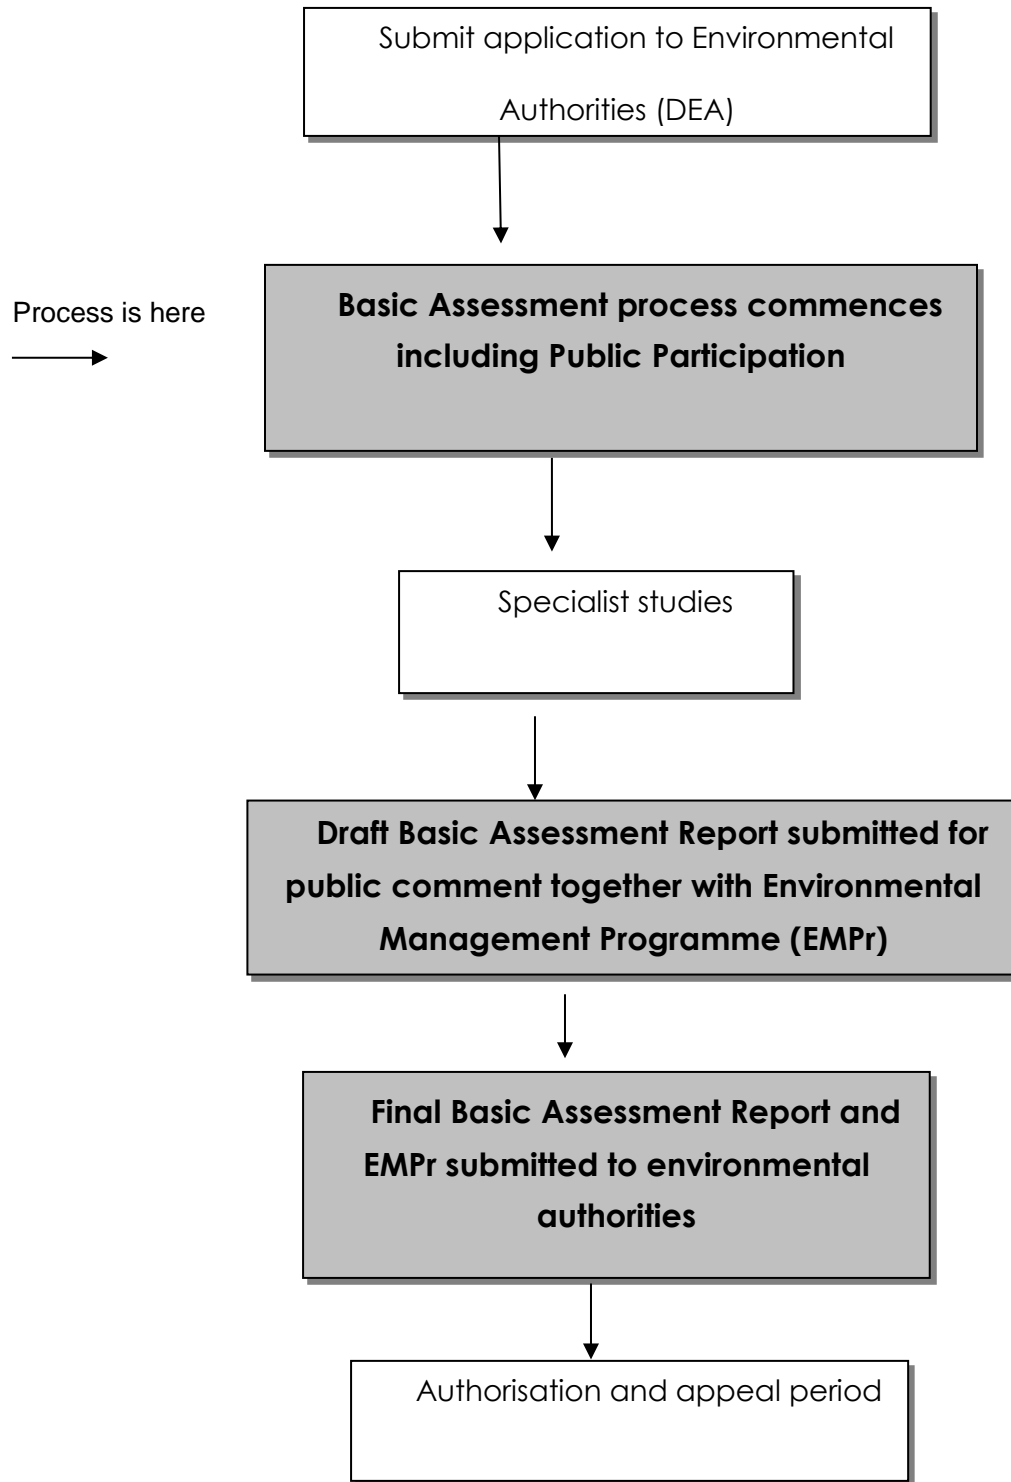 Submit application to Environmental
Authorities (DEA)
Process is here
Basic Assessment process commences
including Public Participation
Specialist studies
Draft Basic Assessment Report submitted for
public comment together with Environmental
Management Programme (EMPr)
Final Basic Assessment Report and
EMPr submitted to environmental
authorities
Authorisation and appeal period